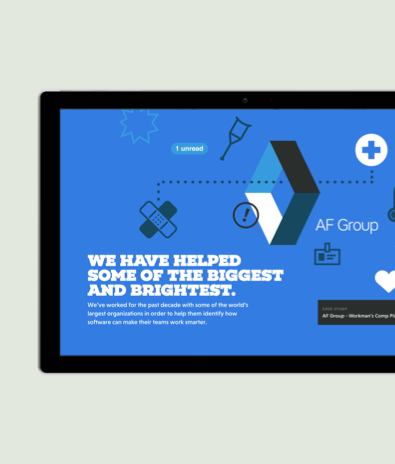 1 unread
AF Group
WE HAVE HELPED
SOME OF THE BIGGEST
AND BRIGHTEST.
We've worked for the past decade with some of the world's
largest organizations in order to help them identify how
software can make their teams work smarter.
CASE STUDY
AF Group - Workman's Comp